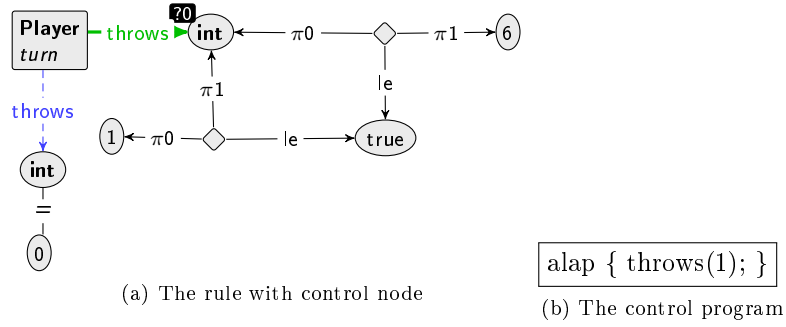 ?0
Player
turn
throws
int
π0
π1
6
π1
le
throws
1
π0
le
true
int
=
0
alap { throws(1); }
(a) The rule with control node
(b) The control program